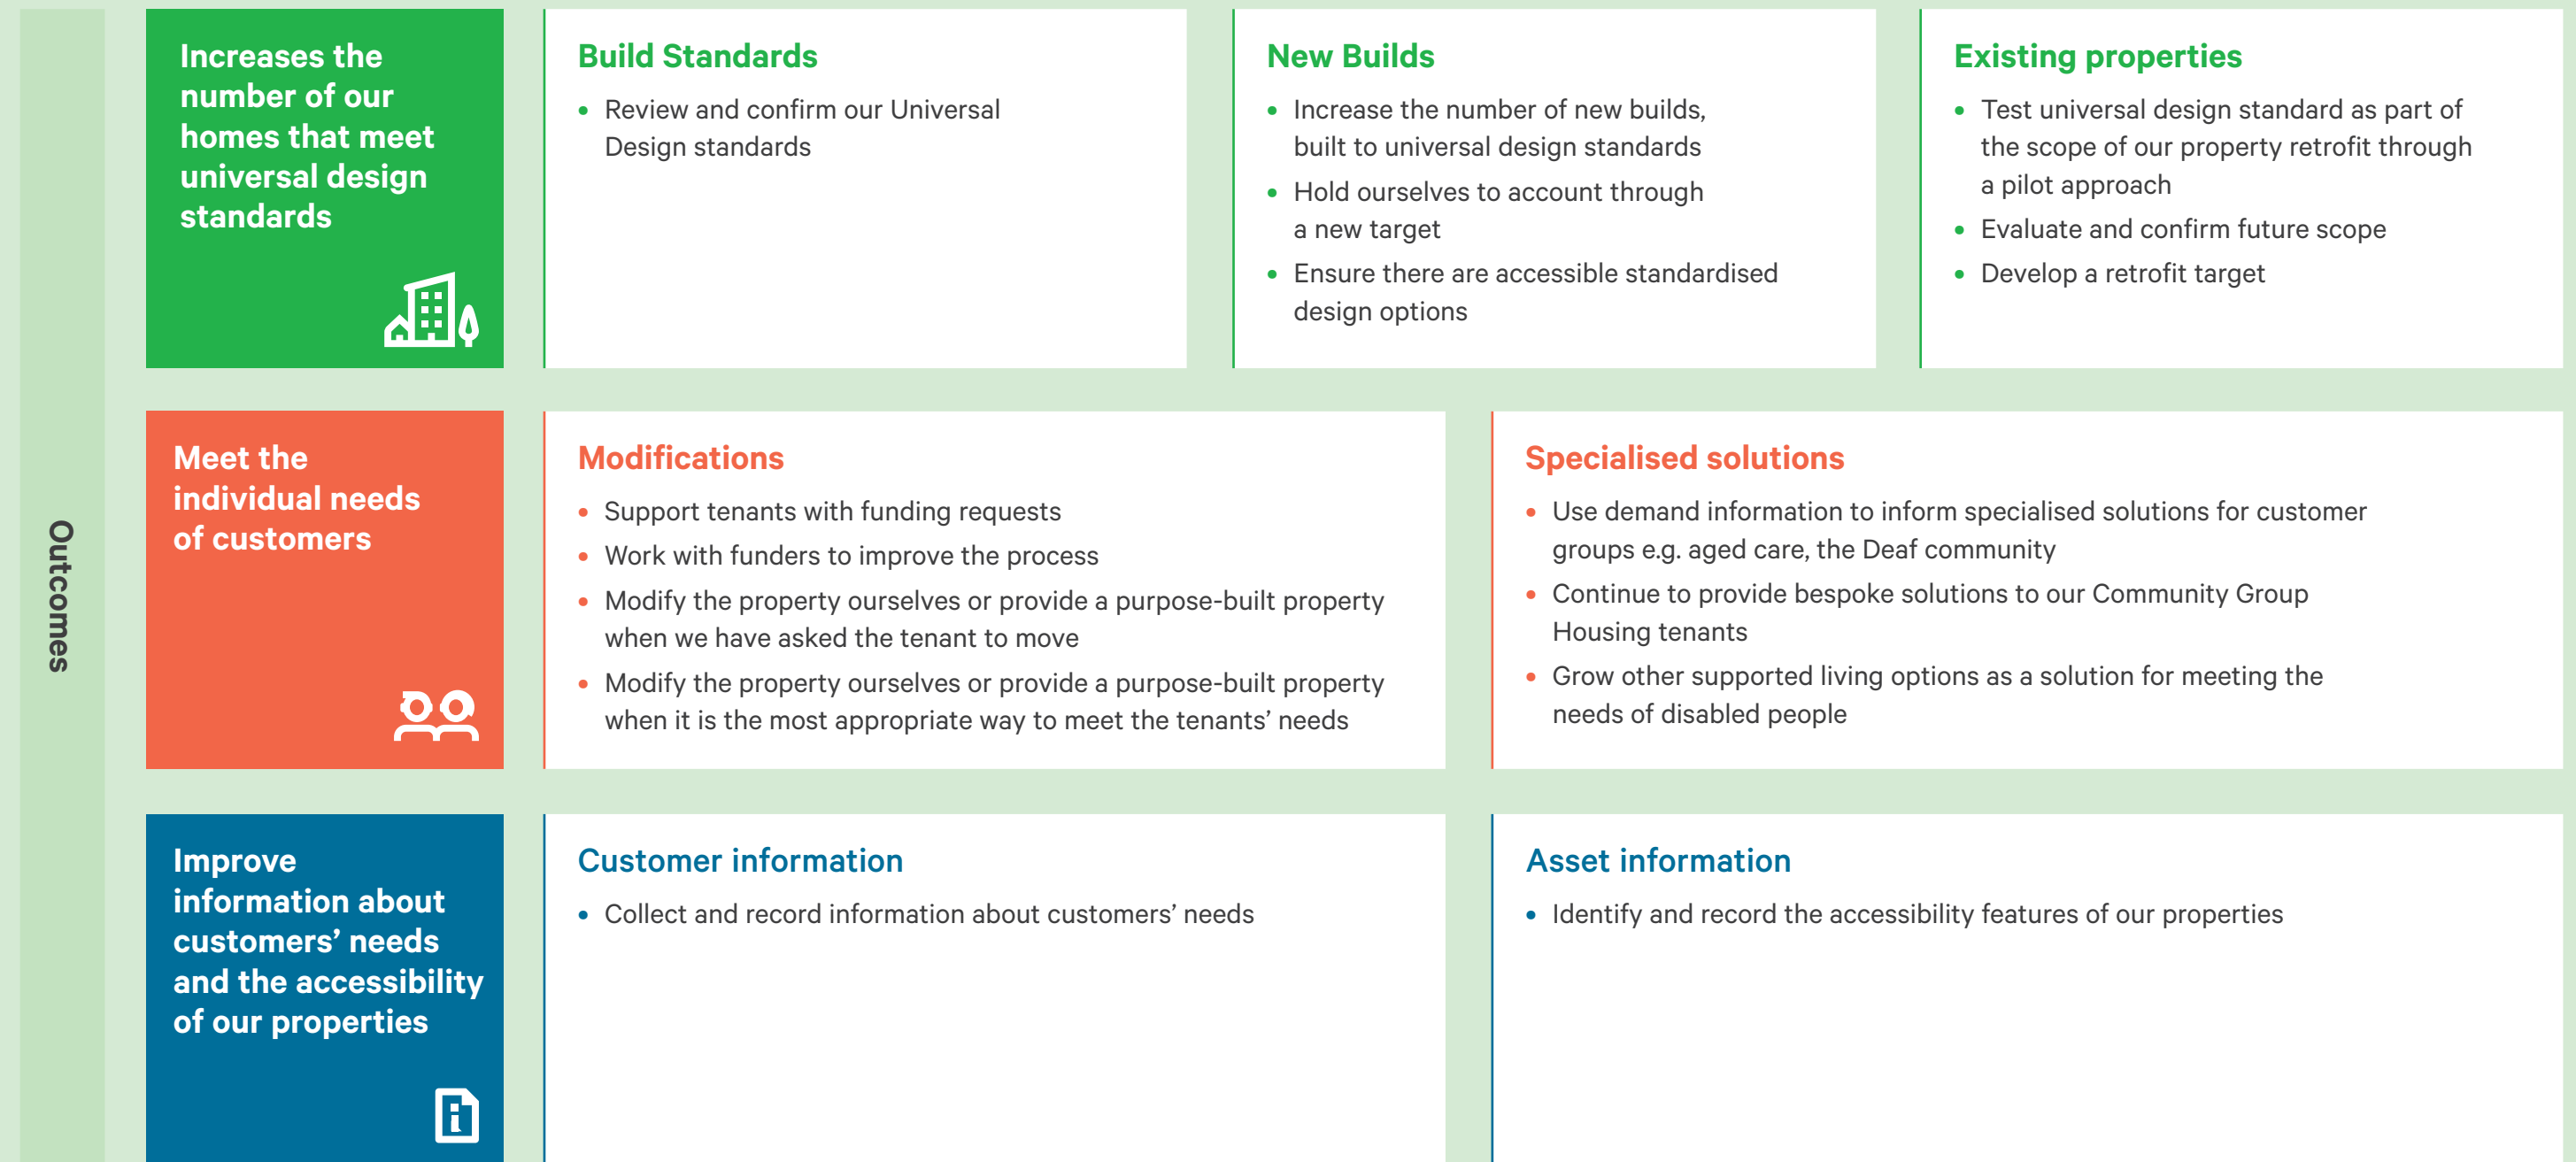 Outcomes
Increases the
number of our
homes that meet
universal design
standards
Build Standards
• Review and confirm our Universal
Design standards
New Builds
• Increase the number of new builds,
built to universal design standards
• Hold ourselves to account through
a new target
• Ensure there are accessible standardised
design options
Existing properties
• Test universal design standard as part of
the scope of our property retrofit through
a pilot approach
• Evaluate and confirm future scope
• Develop a retrofit target
Meet the
individual needs
of customers
Modifications
• Support tenants with funding requests
• Work with funders to improve the process
• Modify the property ourselves or provide a purpose-built property
when we have asked the tenant to move
• Modify the property ourselves or provide a purpose-built property
when it is the most appropriate way to meet the tenants’ needs
Specialised solutions
• Use demand information to inform specialised solutions for customer
groups e.g. aged care, the Deaf community
• Continue to provide bespoke solutions to our Community Group
Housing tenants
• Grow other supported living options as a solution for meeting the
needs of disabled people
Improve
information about
customers’ needs
and the accessibility
of our properties
Customer information
• Collect and record information about customers’ needs
Asset information
• Identify and record the accessibility features of our properties